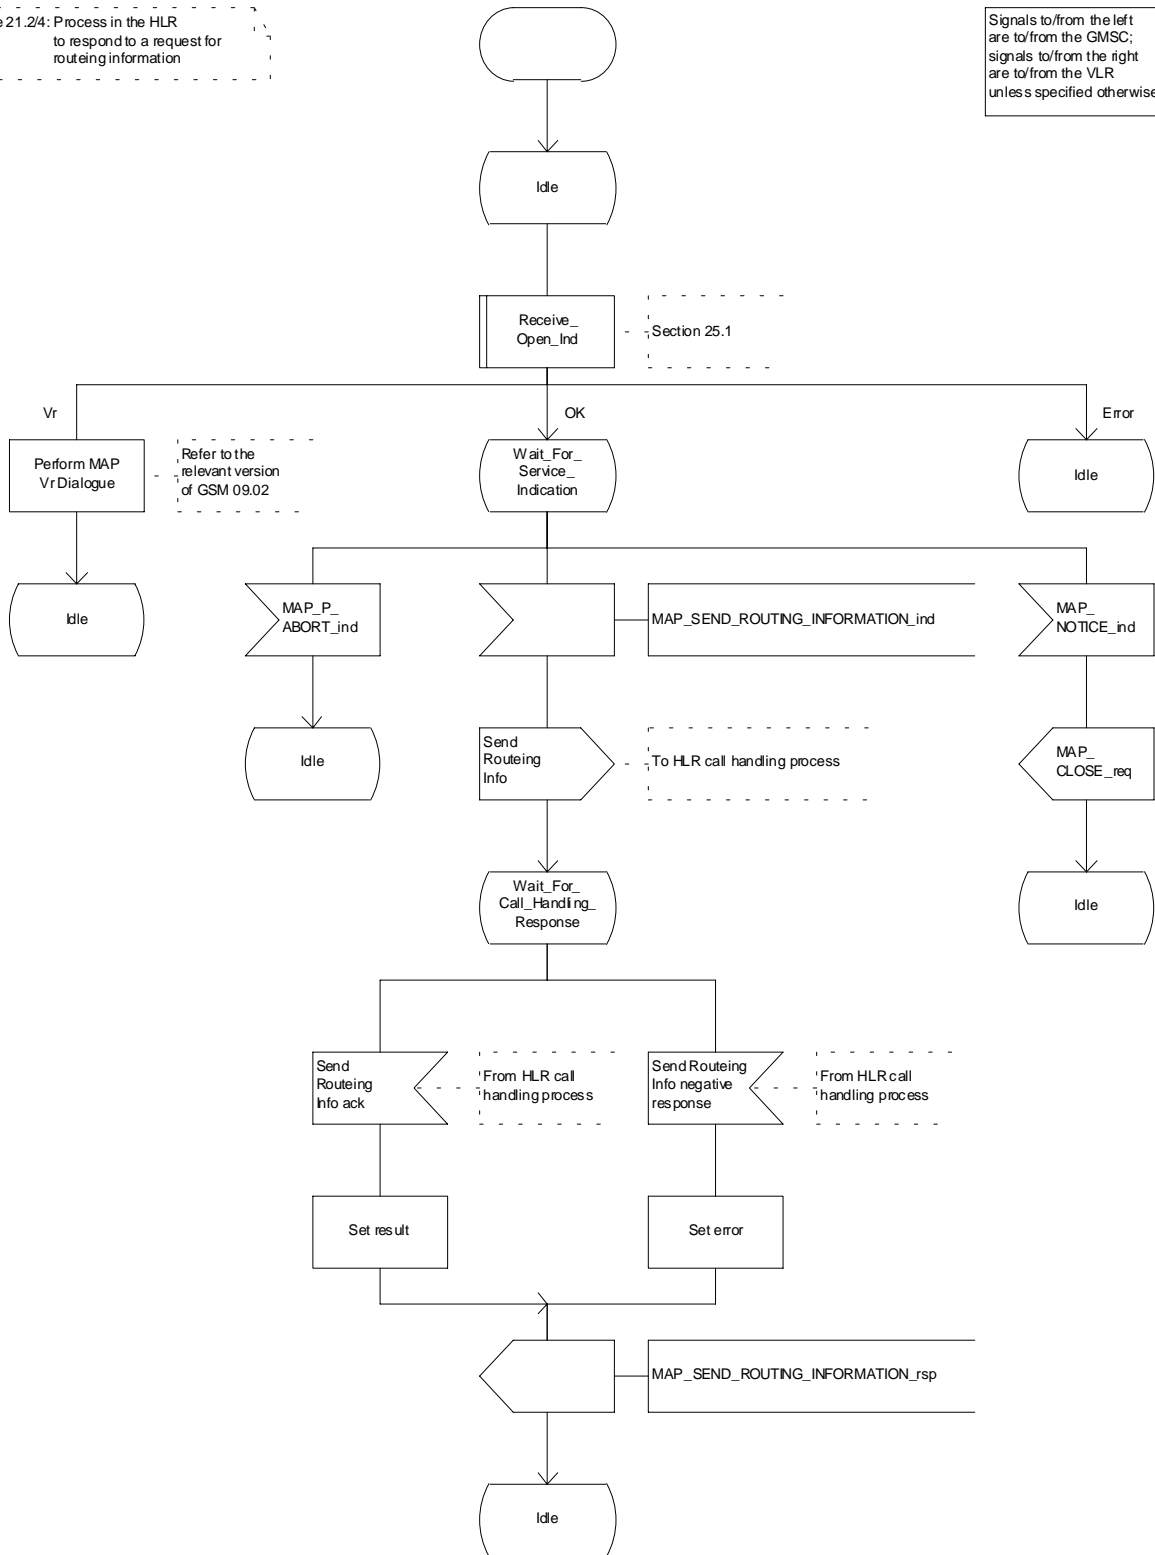 e 21.2/4: Process in the HLR
to respond to a request for
routeing information
Signals to/from the left
are to/from the GMSC;
signals to/from the right
are to/from the VLR
unless specified otherwise
Idle
Receive_
Open_Ind
Section 25.1
Vr
OK
Error
Perform MAP
Vr Dialogue
Refer to the
relevant version
of GSM 09.02
Wait_For_
Service_
Indication
Idle
Idle
MAP_P_
ABORT_ind
MAP_SEND_ROUTING_INFORMATION_ind
MAP_
NOTICE_ind
Idle
Send
Routeing
Info
To HLR call handling process
MAP_
CLOSE_req
Wait_For_
Call_Handling_
Response
Idle
Send
Routeing
Info ack
From HLR call
handling process
Send Routeing
Info negative
response
From HLR call
handling process
Set result
Set error
MAP_SEND_ROUTING_INFORMATION_rsp
Idle